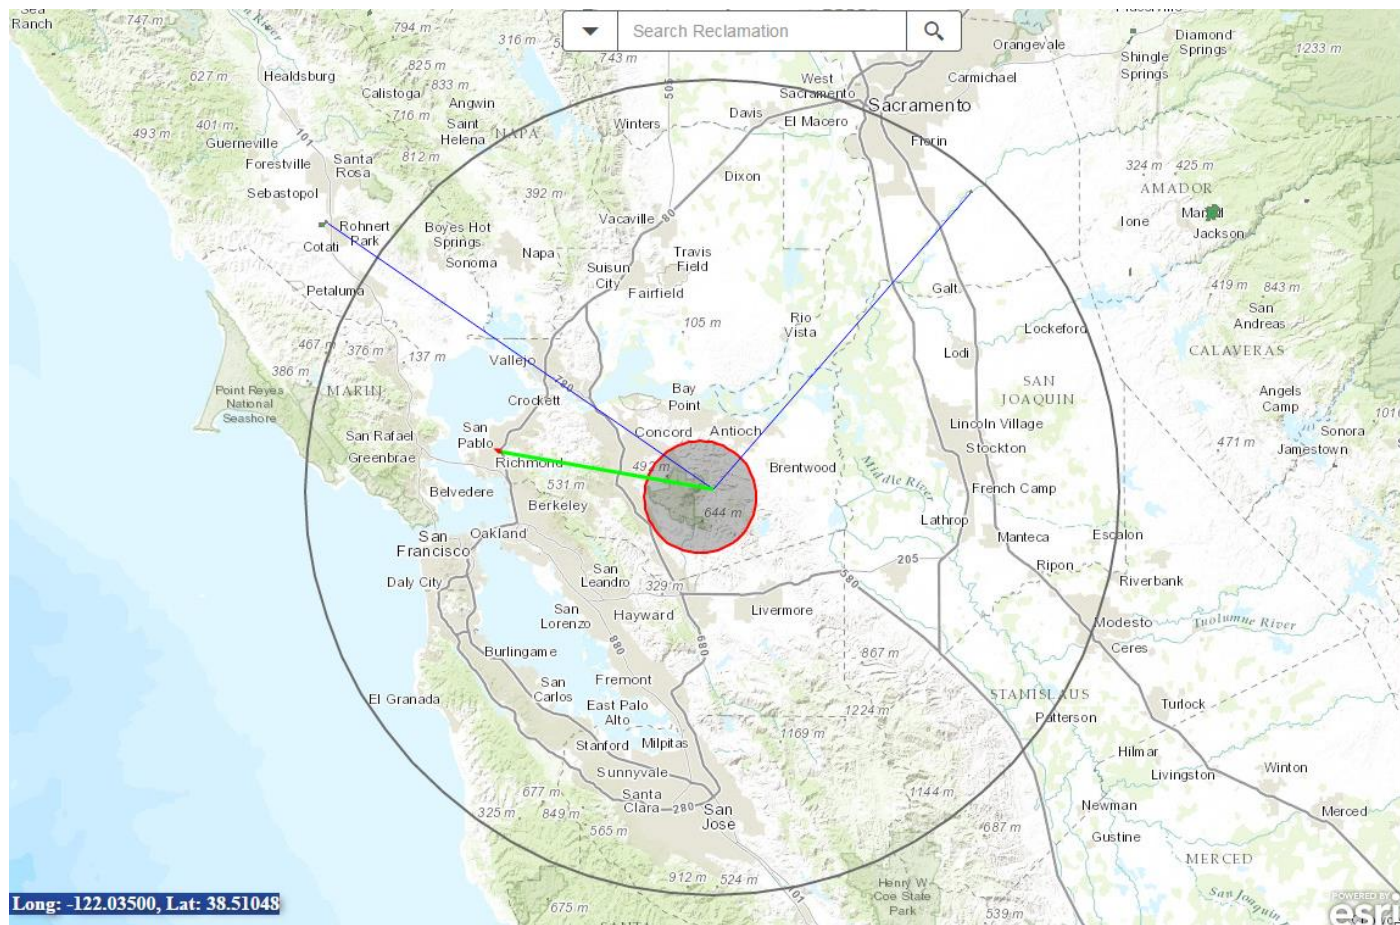 Sea
Ranch
747 m
794 m
316 m
743 m
Search Reclamation
Orangevale
Shingle
Springs
Diamond
Springs
1233 m
Healdsburg
627 m
825 m
833 m
Calistoga
Angwin
716 m
505
West
Sacramento
Carmichael
Sacramento
Davis
El Macero
Winters
Saint
Helena
NAPA
401 m
493 m
Guerneville
101
Forestville
Santa
Rosa
812 m
Florin
324 m
425 m
AMADOR
Sebastopol
392 m
Dixon
Vacaville
80
Ione
Jackson
Rohnert
Park
Cotati
Boyes Hot
Springs
Sonoma
Napa
Travis
Field
Suisun
City
Fairfield
Petaluma
Galt
419 m
843 m
San
Andreas
105 m
Rio
Vista
Lockeford
467 m
376 m
137 m
386 m
Vallejo
780
Lodi
CALAVERAS
Point Reyes
National
Seashore
MARIN
Crockett
Bay
Point
SAN
JOAQUIN
Angels
Camp
San
Pablo
San Rafael
Greenbrae
Concord
Antioch
Lincoln Village
Stockton
471 m
Sonora
Jamestown
Richmond
492 m
Brentwood
Middle River
531 m
Belvedere
Berkeley
644 m
French Camp
Lathrop
Manteca
Escalon
San
Francisco
Oakland
205
580
Ripon
Riverbank
Daly City
San
Leandro
329 m
Hayward
Livermore
San
Lorenzo
880
680
Modesto
Ceres
Tuolumne River
Burlingame
867 m
El Granada
San
Carlos
Fremont
East Palo
Alto
STANISLAUS
Patterson
Turlock
1224 m
1169 m
Stanford
Milpitas
Sunnyvale
Hilmar
Livingston
Winton
677 m
Santa
Clara
280
San
Jose
325 m
849 m
565 m
1144 m
687 m
Newman
Gustine
Merced
MERCED
912 m
524 m
101
Henry W
Coe State
Park
539 m
San Joaquin
675 m
Long: -122.03500, Lat: 38.51048
POWERED BY
esri